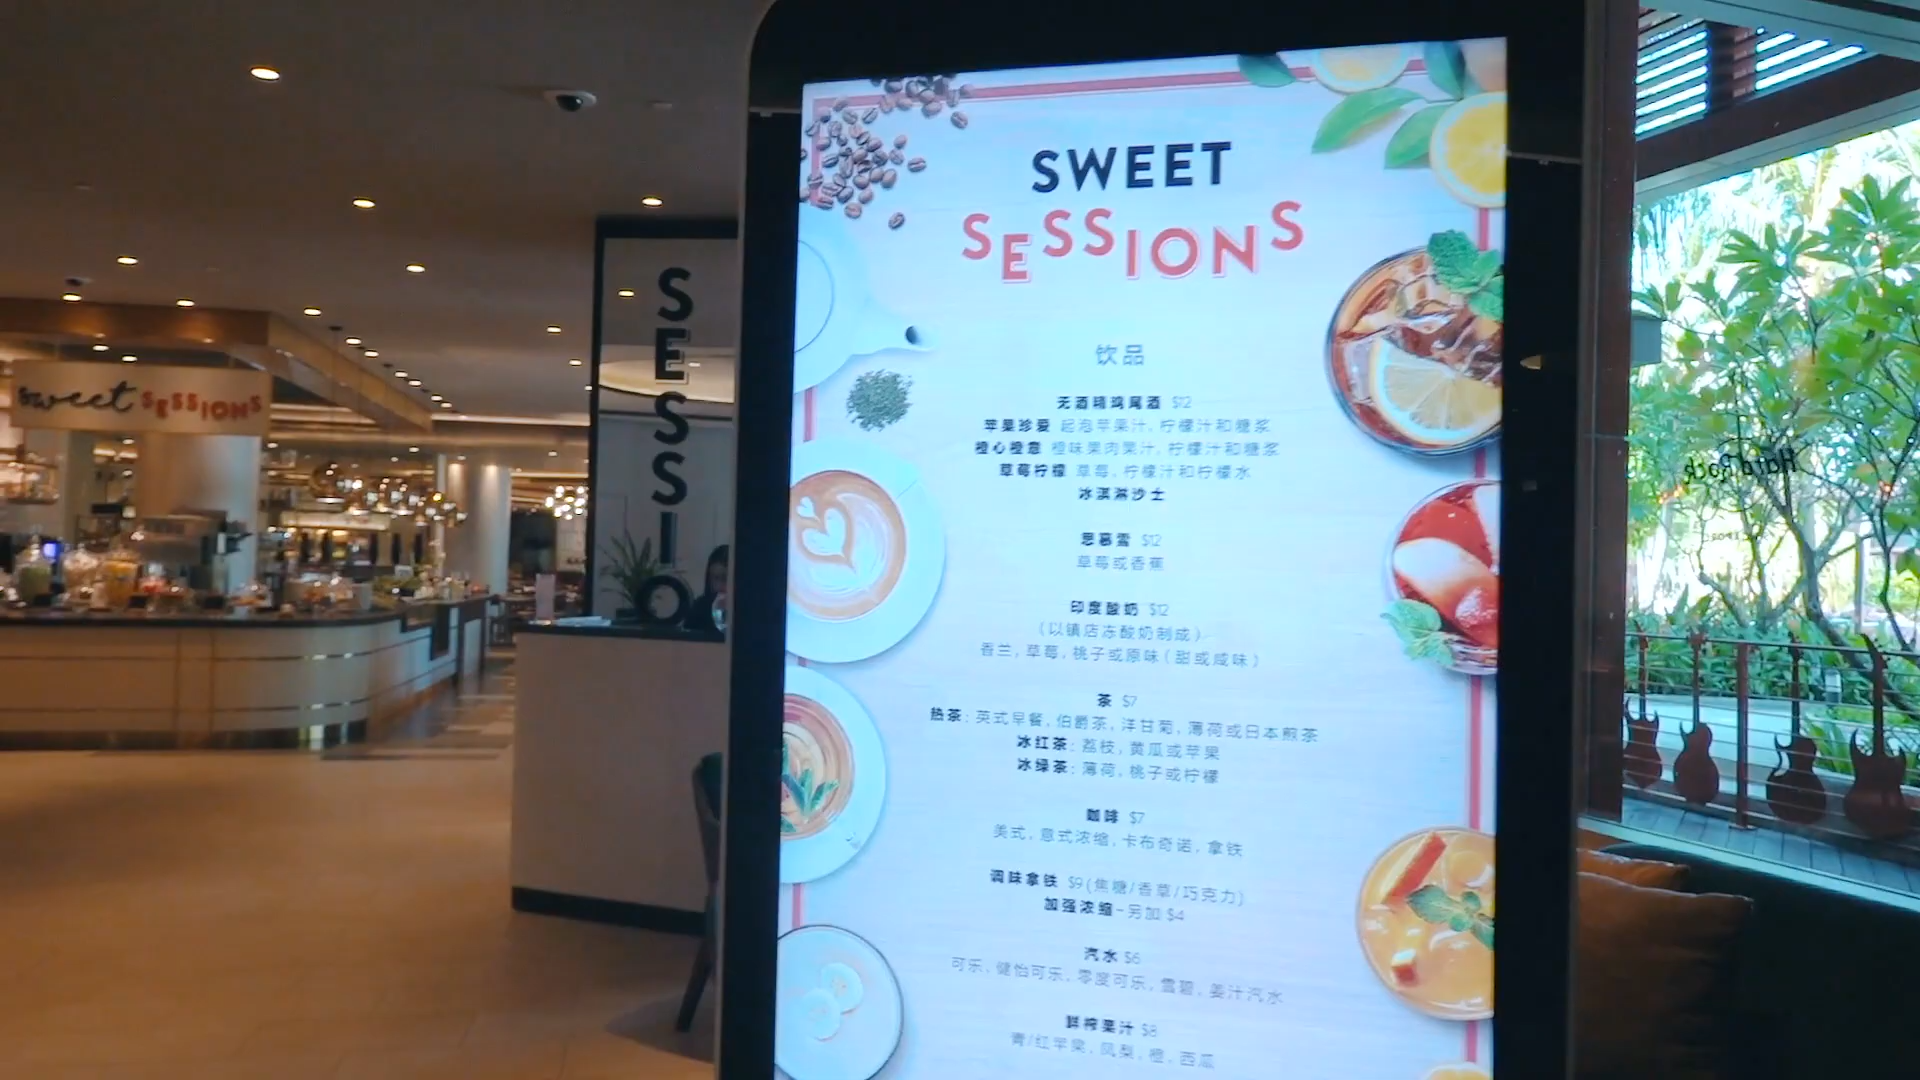 SWEET
SESSIONS
饮品
无酒精鸡尾酒 $12
苹果珍爱 起泡苹果汁, 柠檬汁和糖浆
橙心橙意 橙味果肉果汁, 柠檬汁和糖浆
草莓柠檬 草莓, 柠檬汁和柠檬水
冰淇淋沙士
思慕雪 $12
草莓或香蕉
印度酸奶 $12
(以镇店冻酸奶制成)
香兰, 草莓, 桃子或原味 (甜或咸味)
茶 $7
热茶: 英式早餐, 伯爵茶, 洋甘菊, 薄荷或日本煎茶
冰红茶: 荔枝, 黄瓜或苹果
冰绿茶: 薄荷, 桃子或柠檬
咖啡 $7
美式, 意式浓缩, 卡布奇诺, 拿铁
调味拿铁 $9 (焦糖/香草/巧克力)
加强浓缩-另加 $4
汽水 $6
可乐, 健怡可乐, 零度可乐, 雪碧, 姜汁汽水
鲜榨果汁 $8
青/红苹果, 凤梨, 橙, 西瓜
sweet SESSIONS
SESSIO
Hard Rock